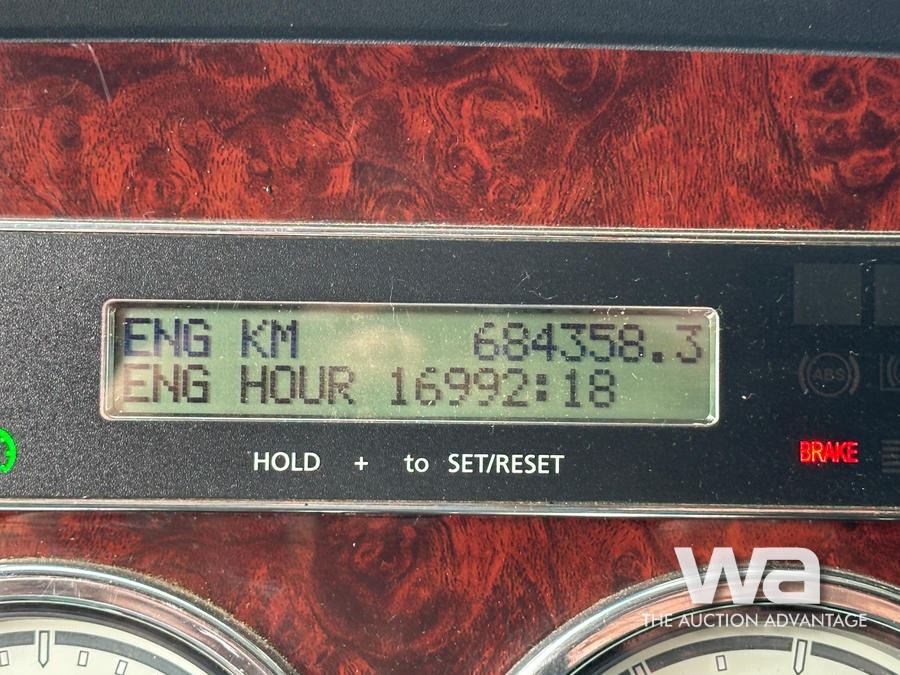 ENG KM 684358.3
ENG HOUR 16992:18
ABS
HOLD + to SET/RESET
BRAKE
wa
THE AUCTION ADVANTAGE